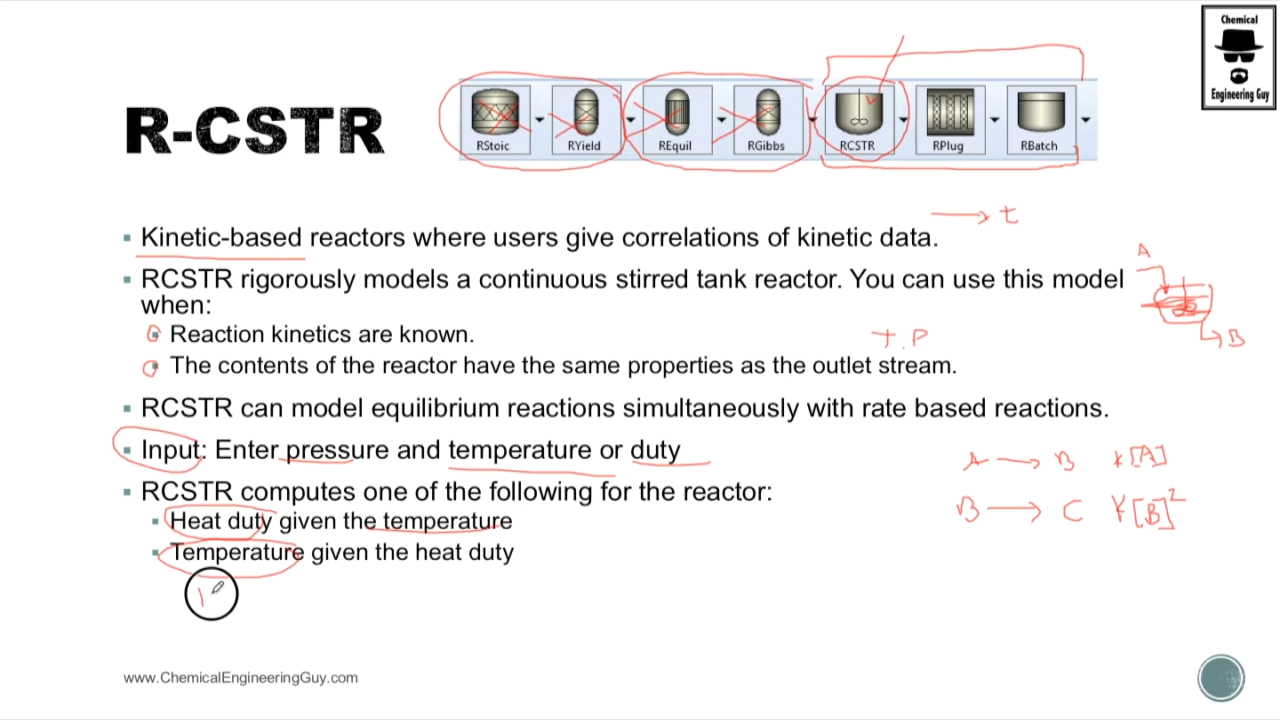 Chemical
Engineering Guy
R-CSTR
RStoic RYield REquil RGibbs RCSTR RPlug RBatch
→ t
▪ Kinetic-based reactors where users give correlations of kinetic data.
A
▪ RCSTR rigorously models a continuous stirred tank reactor. You can use this model
when:
▪ Reaction kinetics are known.
T, P
B
▪ The contents of the reactor have the same properties as the outlet stream.
▪ RCSTR can model equilibrium reactions simultaneously with rate based reactions.
▪ Input: Enter pressure and temperature or duty
A → B k[A]
▪ RCSTR computes one of the following for the reactor:
B → C k[B]²
▪ Heat duty given the temperature
▪ Temperature given the heat duty
www.ChemicalEngineeringGuy.com